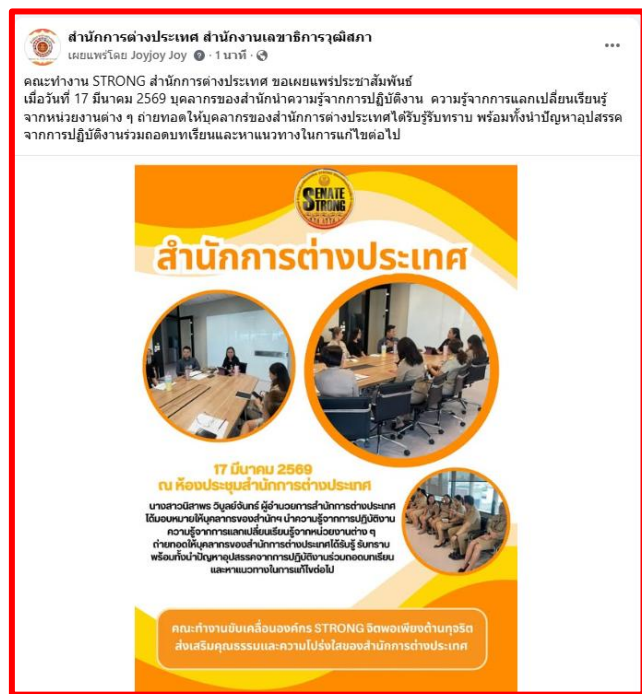 สำนักการต่างประเทศ สำนักงานเลขาธิการวุฒิสภา
เผยแพร่โดย Joyjoy Joy · 1 นาที ·
คณะทำงาน STRONG สำนักการต่างประเทศ ขอเผยแพร่ประชาสัมพันธ์
เมื่อวันที่ 17 มีนาคม 2569 บุคลากรของสำนักนำความรู้จากการปฏิบัติงาน ความรู้จากการแลกเปลี่ยนเรียนรู้
จากหน่วยงานต่าง ๆ ถ่ายทอดให้บุคลากรของสำนักการต่างประเทศได้รับรู้รับทราบ พร้อมทั้งนำปัญหาอุปสรรค
จากการปฏิบัติงานร่วมถอดบทเรียนและหาแนวทางในการแก้ไขต่อไป
SENATE
STRONG
สำนักการต่างประเทศ
17 มีนาคม 2569
ณ ห้องประชุมสำนักการต่างประเทศ
นางสาวนิสาพร วิบูลย์จันทร์ ผู้อำนวยการสำนักการต่างประเทศ
ได้มอบหมายให้บุคลากรของสำนักฯ นำความรู้จากการปฏิบัติงาน
ความรู้จากการแลกเปลี่ยนเรียนรู้จากหน่วยงานต่าง ๆ
ถ่ายทอดให้บุคลากรของสำนักการต่างประเทศได้รับรู้ รับทราบ
พร้อมทั้งนำปัญหาอุปสรรคจากการปฏิบัติงานร่วมถอดบทเรียน
และหาแนวทางในการแก้ไขต่อไป
คณะทำงานขับเคลื่อนองค์กร STRONG จิตพอเพียงต้านทุจริต
ส่งเสริมคุณธรรมและความโปร่งใสของสำนักการต่างประเทศ